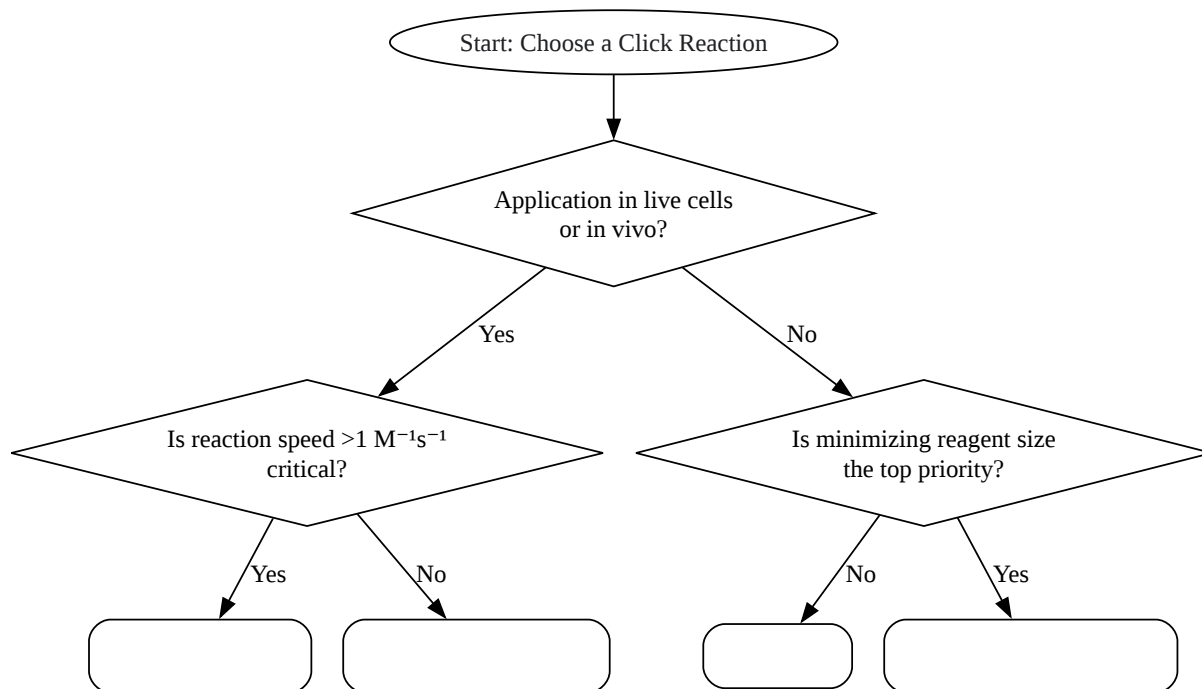 Start: Choose a Click Reaction
Application in live cells
or in vivo?
Yes
No
Is reaction speed >1 M⁻¹s⁻¹
critical?
Is minimizing reagent size
the top priority?
Yes
No
No
Yes